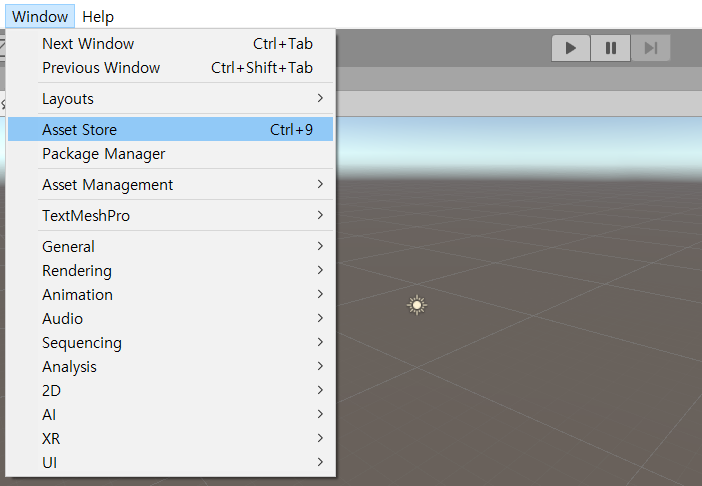 Window Help
Next Window Ctrl+Tab
Previous Window Ctrl+Shift+Tab
Layouts
Asset Store Ctrl+9
Package Manager
Asset Management
TextMeshPro
General
Rendering
Animation
Audio
Sequencing
Analysis
2D
AI
XR
UI